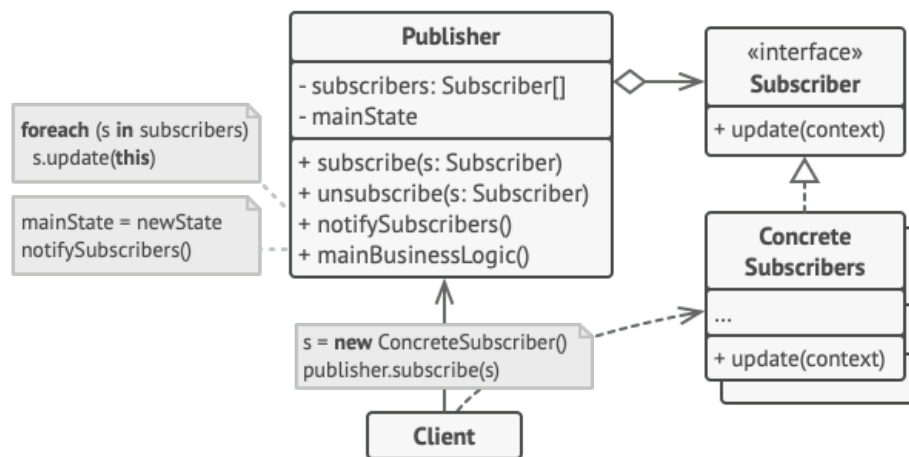 Publisher
- subscribers: Subscriber[]
- mainState
+ subscribe(s: Subscriber)
+ unsubscribe(s: Subscriber)
+ notifySubscribers()
+ mainBusinessLogic()
foreach (s in subscribers)
s.update(this)
mainState = newState
notifySubscribers()
«interface»
Subscriber
+ update(context)
Concrete
Subscribers
...
+ update(context)
s = new ConcreteSubscriber()
publisher.subscribe(s)
Client